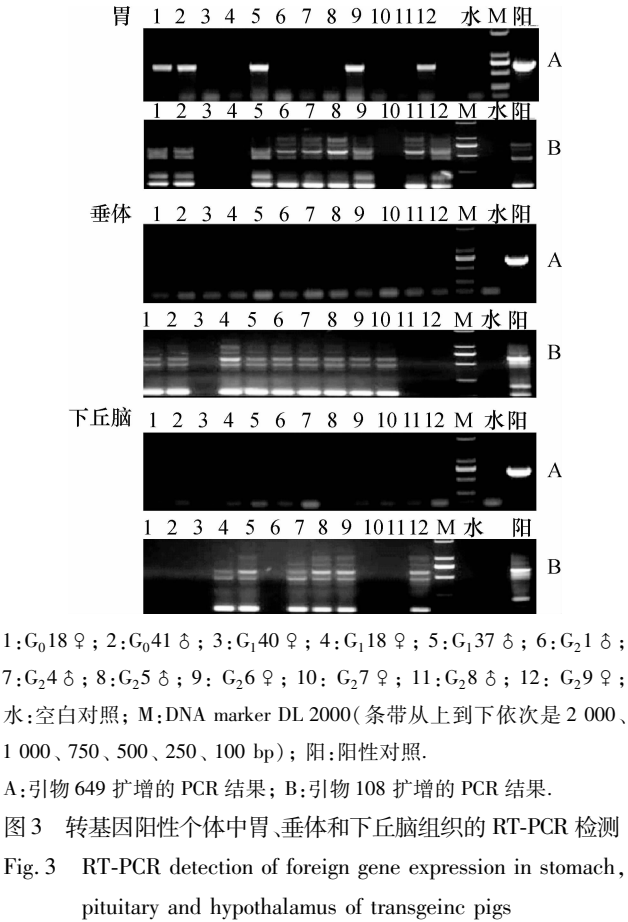 胃 1 2 3 4 5 6 7 8 9 10 11 12 水 M 阳
A
1 2 3 4 5 6 7 8 9 10 11 12 M 水 阳
B
垂体 1 2 3 4 5 6 7 8 9 10 11 12 M 水 阳
A
1 2 3 4 5 6 7 8 9 10 11 12 M 水 阳
B
下丘脑 1 2 3 4 5 6 7 8 9 10 11 12 M 水 阳
A
1 2 3 4 5 6 7 8 9 10 11 12 M 水 阳
B
1:G₀18♀; 2:G₀41♂; 3:G₁40♀; 4:G₁18♀; 5:G₁37♂; 6:G₂1♂;
7:G₂4♂; 8:G₂5♂; 9: G₂6♀; 10: G₂7♀; 11:G₂8♂; 12: G₂9♀;
水:空白对照; M:DNA marker DL 2000(条带从上到下依次是 2 000、
1 000、750、500、250、100 bp); 阳:阳性对照.
A:引物 649 扩增的 PCR 结果; B:引物 108 扩增的 PCR 结果.
图 3 转基因阳性个体中胃、垂体和下丘脑组织的 RT-PCR 检测
Fig. 3 RT-PCR detection of foreign gene expression in stomach,
pituitary and hypothalamus of transgeinc pigs